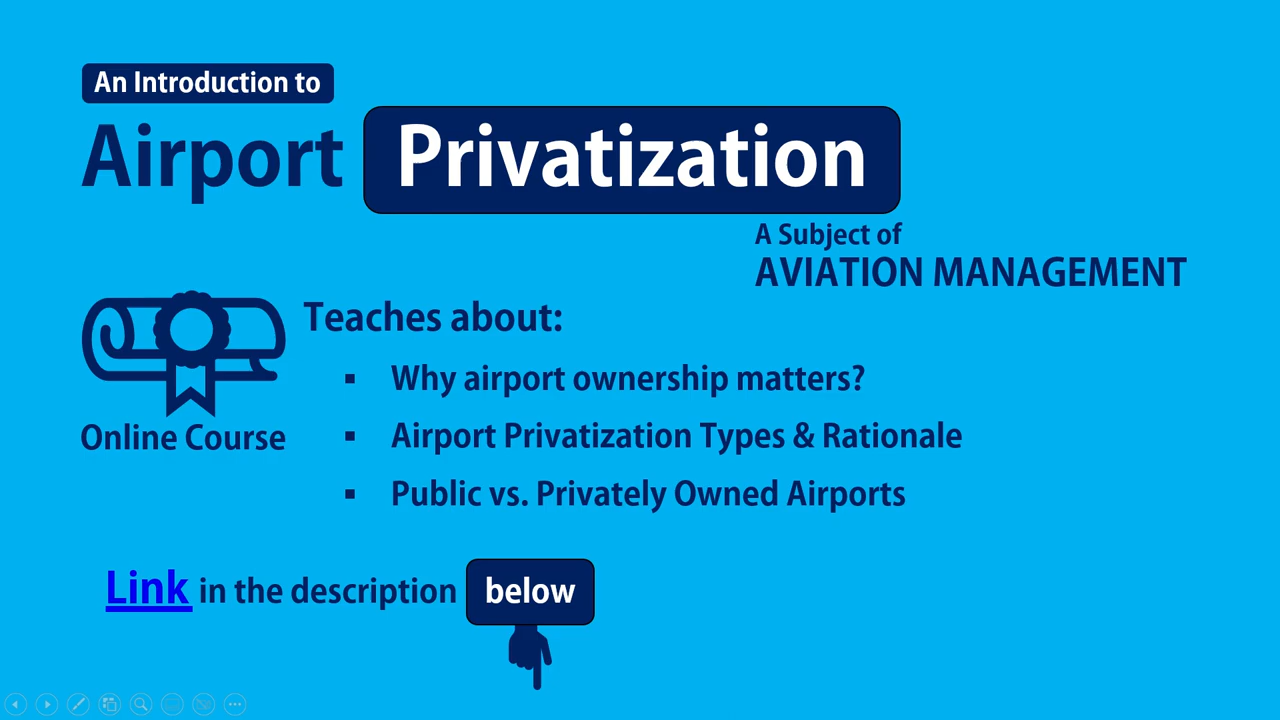 An Introduction to
Airport Privatization
A Subject of
AVIATION MANAGEMENT
Online Course
Teaches about:
▪ Why airport ownership matters?
▪ Airport Privatization Types & Rationale
▪ Public vs. Privately Owned Airports
Link in the description below